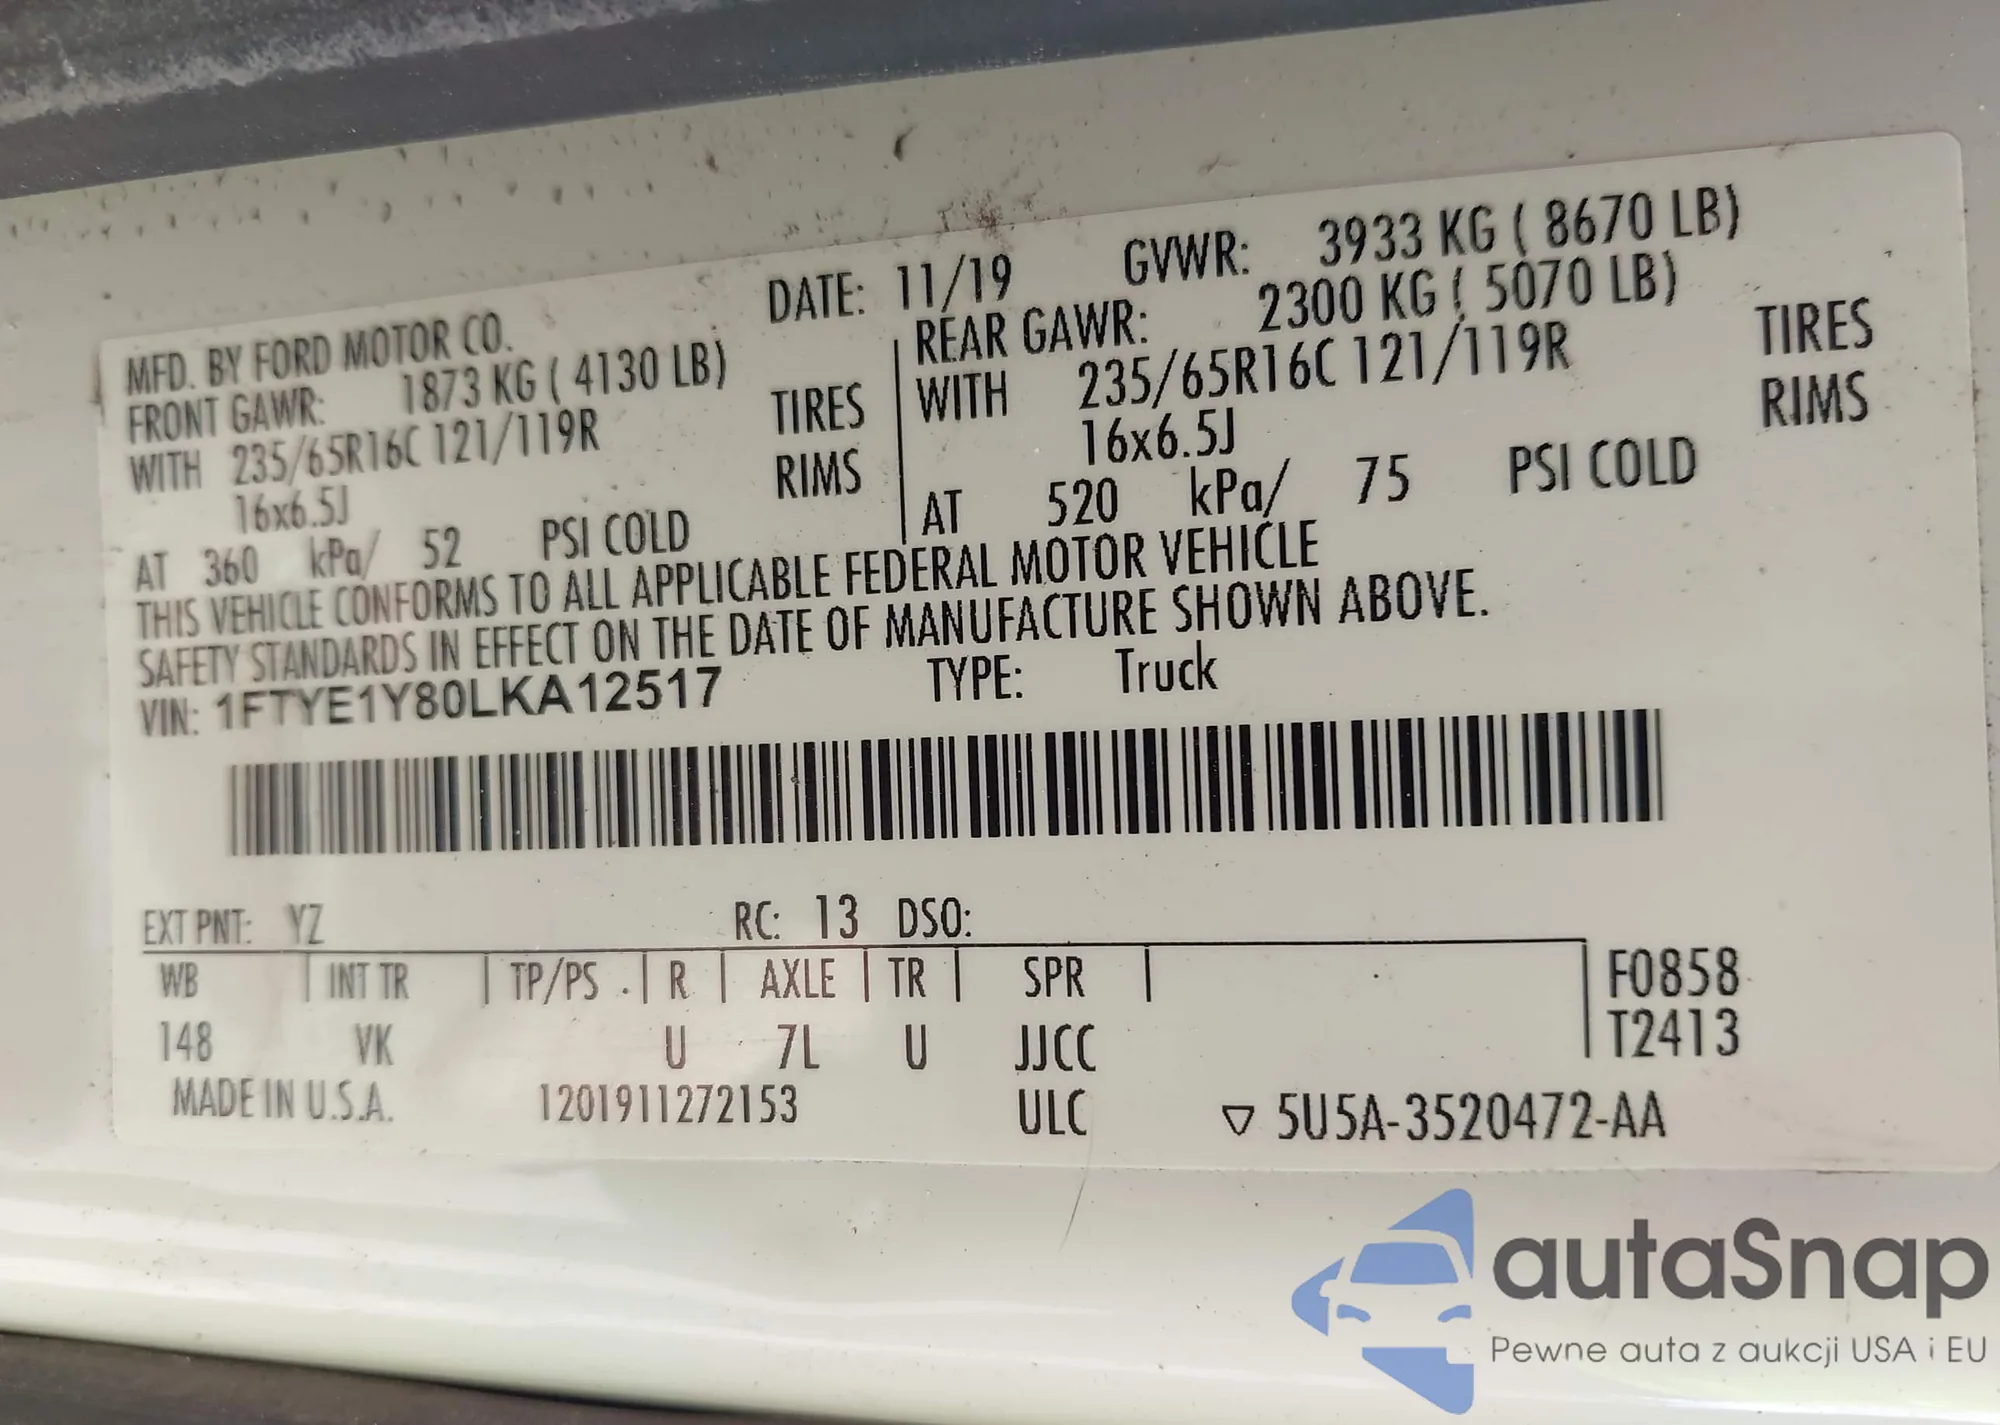 DATE: 11/19 GVWR: 3933 KG ( 8670 LB)
MFD. BY FORD MOTOR CO.
FRONT GAWR: 1873 KG ( 4130 LB)
WITH 235/65R16C 121/119R TIRES
16x6.5J RIMS
AT 360 kPa/ 52 PSI COLD
REAR GAWR: 2300 KG ( 5070 LB)
WITH 235/65R16C 121/119R TIRES
16x6.5J RIMS
AT 520 kPa/ 75 PSI COLD
THIS VEHICLE CONFORMS TO ALL APPLICABLE FEDERAL MOTOR VEHICLE
SAFETY STANDARDS IN EFFECT ON THE DATE OF MANUFACTURE SHOWN ABOVE.
VIN: 1FTYE1Y80LKA12517 TYPE: Truck
EXT PNT: YZ RC: 13 DSO:
WB INT TR TP/PS R AXLE TR SPR F0858
148 VK U 7L U JJCC T2413
MADE IN U.S.A. 1201911272153 ULC ▽ 5U5A-3520472-AA
autaSnap
Pewne auta z aukcji USA i EU